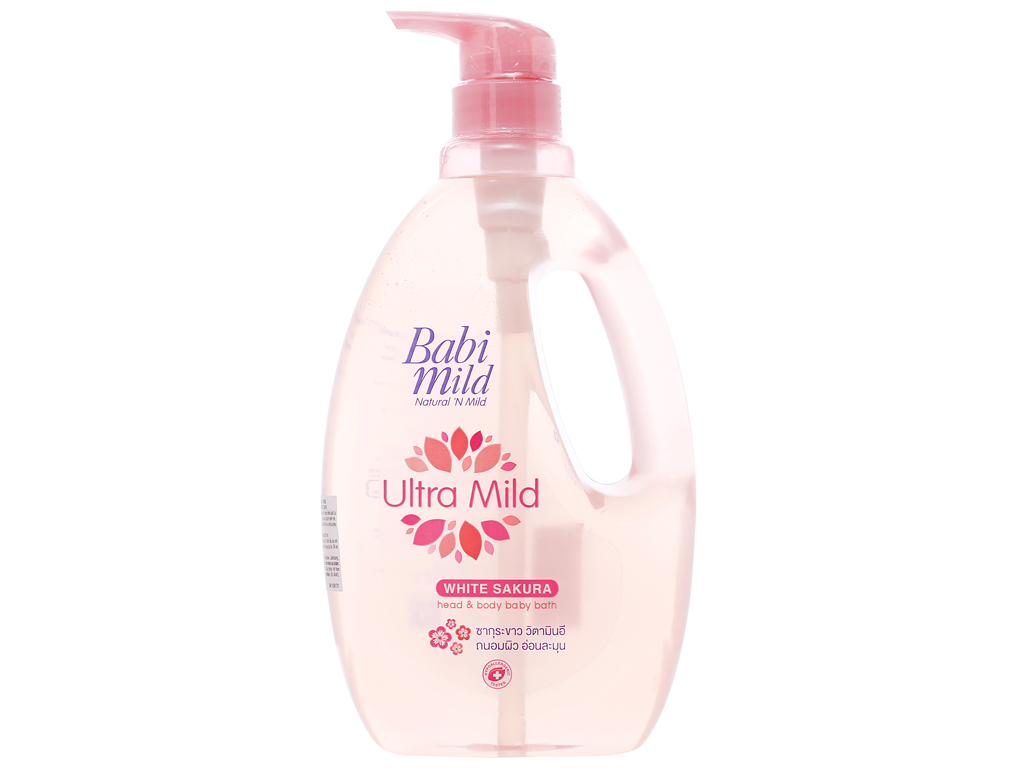 Babi
mild
Natural 'N Mild
Ultra Mild
WHITE SAKURA
head & body baby bath
ซากุระขาว วิตามินอี
ถนอมผิว อ่อนละมุน
HYPOALLERGENIC
TESTED